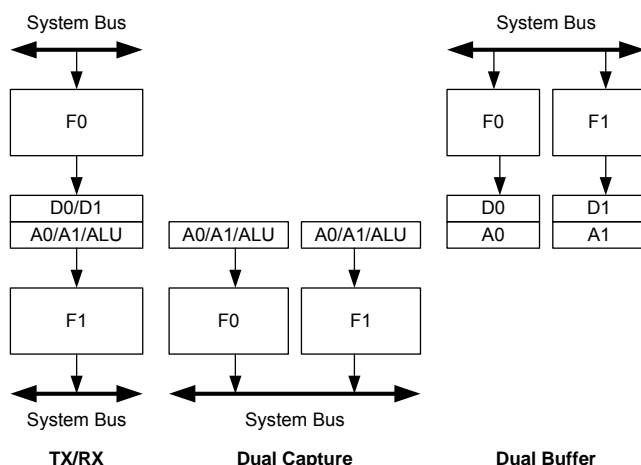 System Bus
System Bus
F0
F0
F1
D0/D1
D0
D1
A0/A1/ALU
A0/A1/ALU
A0/A1/ALU
A0
A1
F1
F0
F1
System Bus
System Bus
TX/RX
Dual Capture
Dual Buffer